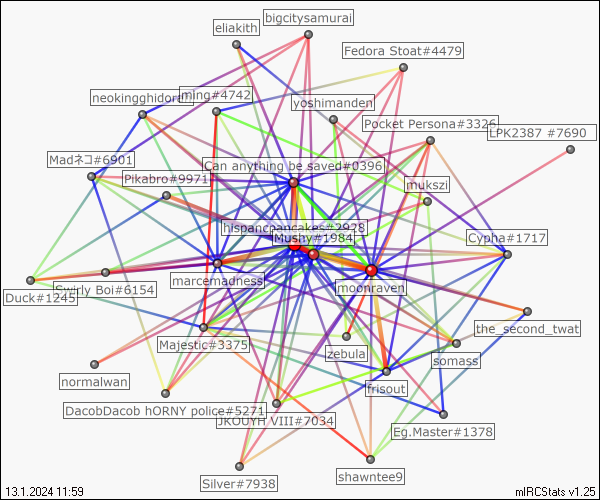 bigcitysamurai
eliakith
Fedora Stoat#4479
neokingghidora
ming#4742
yoshimanden
Pocket Persona#3326
LPK2387 #7690
Madネコ#6901
Can anything be saved#0396
Pikabro#9971
mukszi
hispancpancakes#2928
Mushy#1984
Cypha#1717
marcemadness
moonraven
Duck#1245
Swirly Boi#6154
the_second_twat
Majestic#3375
zebula
somass
normalwan
frisout
DacobDacob hORNY police#5271
JKOUYH VIII#7034
Eg.Master#1378
Silver#7938
shawntee9
13.1.2024 11:59
mIRCStats v1.25